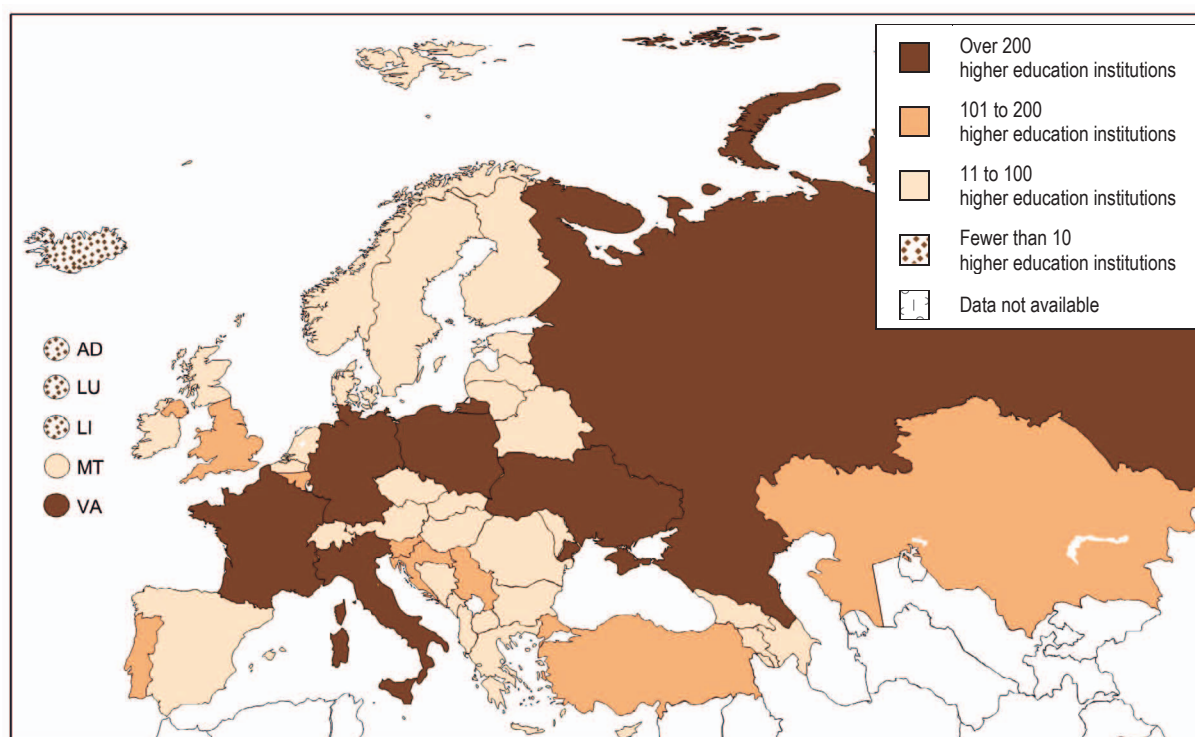 Over 200
higher education institutions
101 to 200
higher education institutions
11 to 100
higher education institutions
Fewer than 10
higher education institutions
Data not available
AD
LU
LI
MT
VA